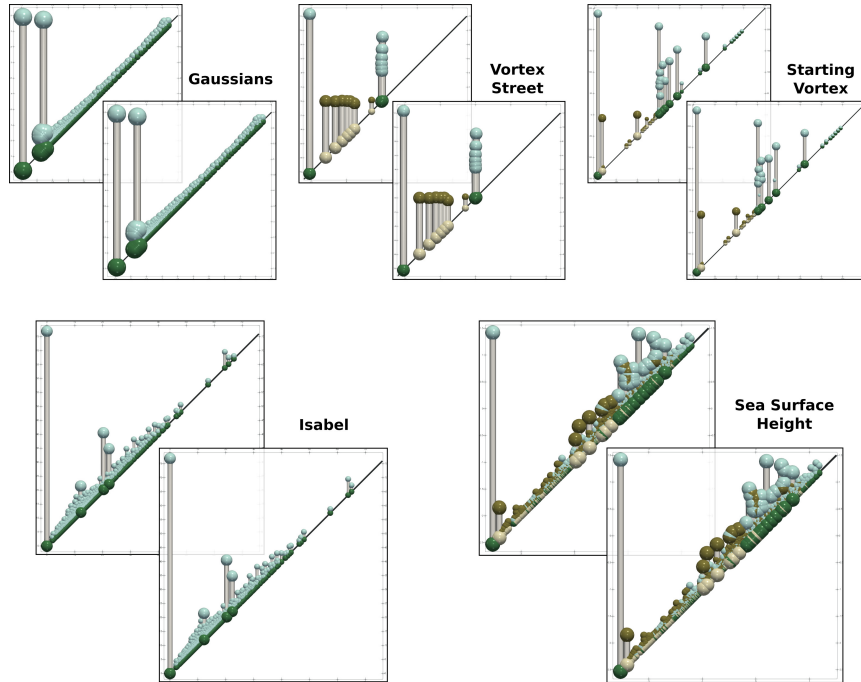 Gaussians
Vortex
Street
Starting
Vortex
Isabel
Sea Surface
Height